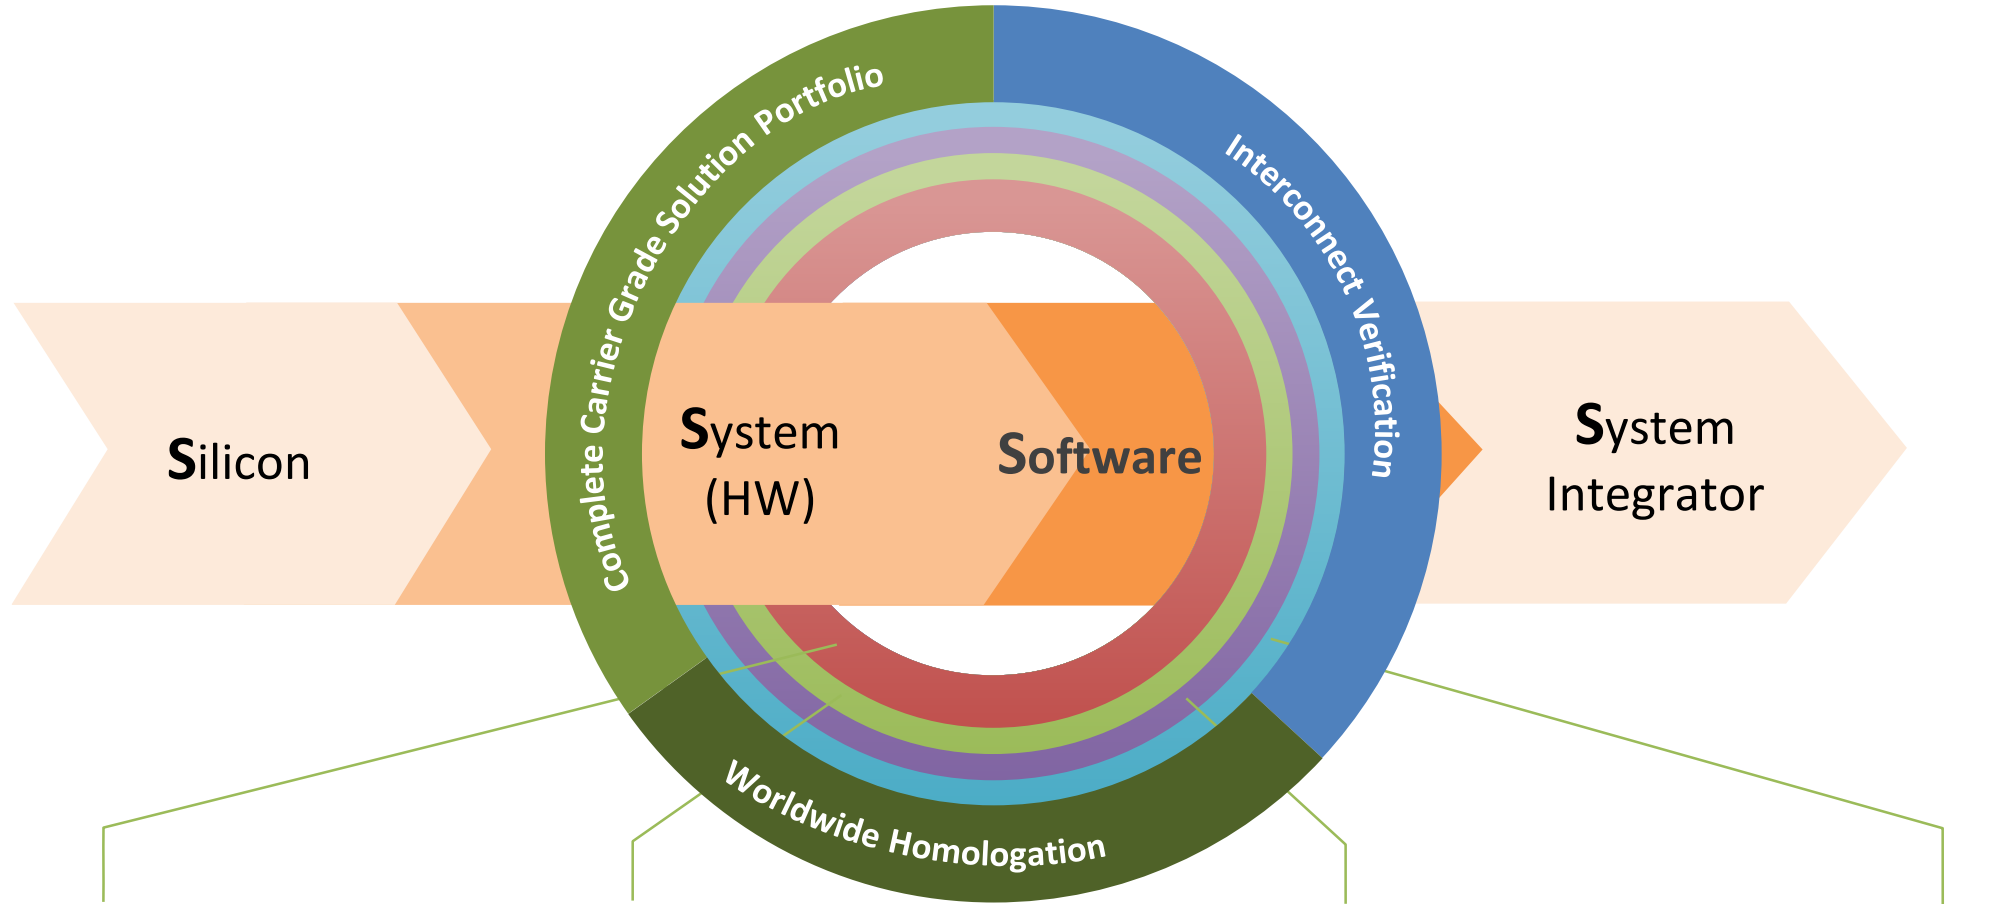 Complete Carrier Grade Solution Portfolio
Interconnect Verification
Silicon
System
(HW)
Software
System
Integrator
Worldwide Homologation